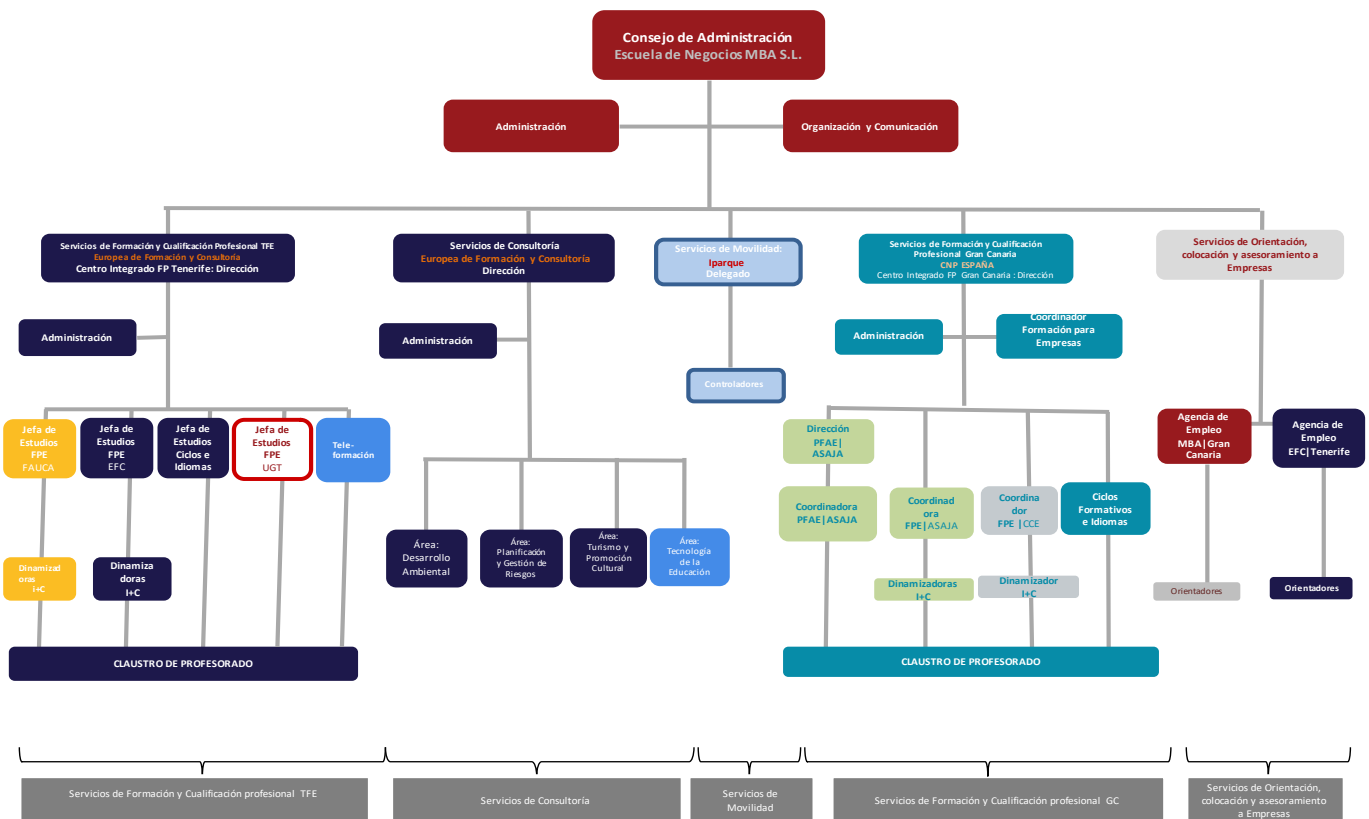 Consejo de Administración
Escuela de Negocios MBA S.L.
Administración
Organización y Comunicación
Servicios de Formación y Cualificación Profesional TFE
Europea de Formación y Consultoría
Centro Integrado FP Tenerife: Dirección
Servicios de Consultoría
Europea de Formación y Consultoría
Dirección
Servicios de Movilidad:
Iparque
Delegado
Servicios de Formación y Cualificación
Profesional Gran Canaria
CNP ESPAÑA
Centro Integrado FP Gran Canaria : Dirección
Servicios de Orientación,
colocación y asesoramiento a
Empresas
Administración
Administración
Administración
Coordinador
Formación para
Empresas
Controladores
Jefa de
Estudios
FPE
FAUCA
Jefa de
Estudios
FPE
EFC
Jefa de
Estudios
Ciclos e
Idiomas
Jefa de
Estudios
FPE
UGT
Tele-
formación
Dirección
PFAE|
ASAJA
Agencia de
Empleo
MBA|Gran
Canaria
Agencia de
Empleo
EFC|Tenerife
Coordinadora
PFAE|ASAJA
Coordinad
ora
FPE|ASAJA
Coordina
dor
FPE |CCE
Ciclos
Formativos
e Idiomas
Área:
Desarrollo
Ambiental
Área:
Planificación
y Gestión de
Riesgos
Área:
Turismo y
Promoción
Cultural
Área:
Tecnología
de la
Educación
Dinamizad
oras
I+C
Dinamiza
doras
I+C
Dinamizadoras
I+C
Dinamizador
I+C
Orientadores
Orientadores
CLAUSTRO DE PROFESORADO
CLAUSTRO DE PROFESORADO
Servicios de Formación y Cualificación profesional TFE
Servicios de Consultoría
Servicios de
Movilidad
Servicios de Formación y Cualificación profesional GC
Servicios de Orientación,
colocación y asesoramiento
a Empresas